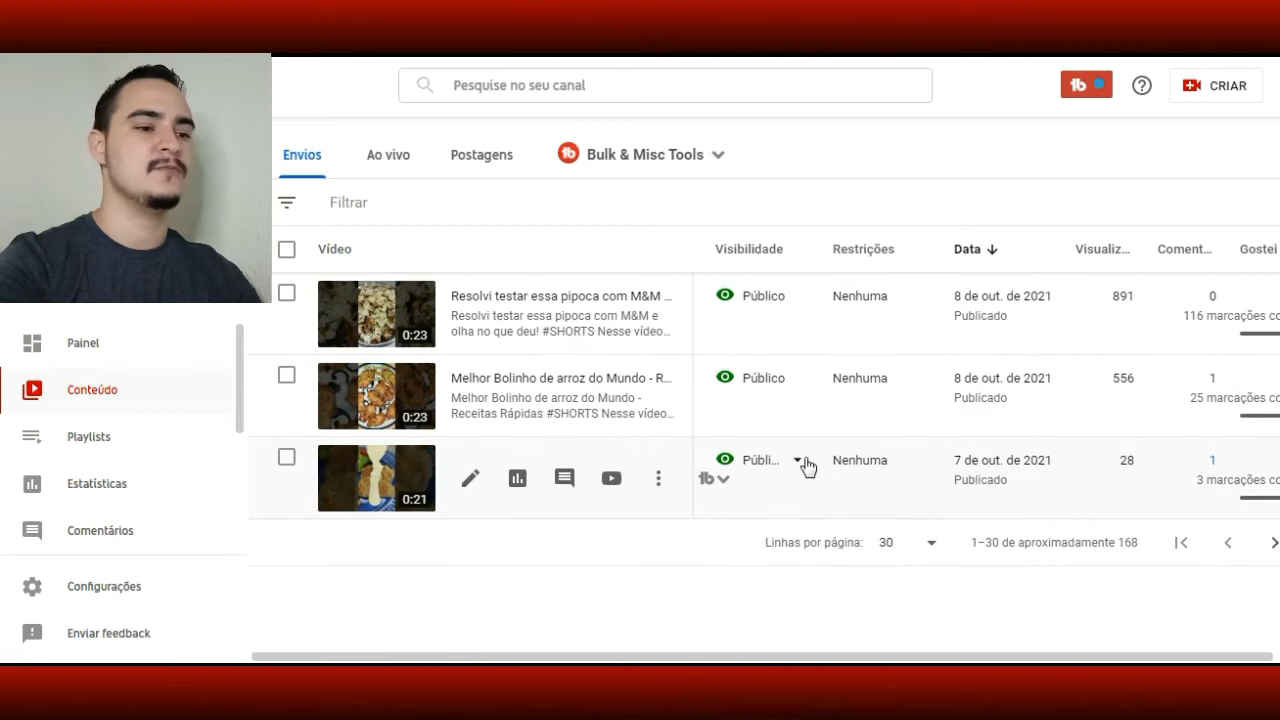 Pesquise no seu canal
CRIAR
Envios Ao vivo Postagens Bulk & Misc Tools
Filtrar
Vídeo Visibilidade Restrições Data Visualiz... Coment... Gostei
Resolvi testar essa pipoca com M&M ... Público Nenhuma 8 de out. de 2021 891 0
Resolvi testar essa pipoca com M&M e Publicado 116 marcações co
olha no que deu! #SHORTS Nesse vídeo...
0:23
Melhor Bolinho de arroz do Mundo - R... Público Nenhuma 8 de out. de 2021 556 1
Melhor Bolinho de arroz do Mundo - Publicado 25 marcações co
Receitas Rápidas #SHORTS Nesse vídeo...
0:23
Públi... Nenhuma 7 de out. de 2021 28 1
Publicado 3 marcações co
0:21
Linhas por página: 30 1–30 de aproximadamente 168
Painel
Conteúdo
Playlists
Estatísticas
Comentários
Configurações
Enviar feedback